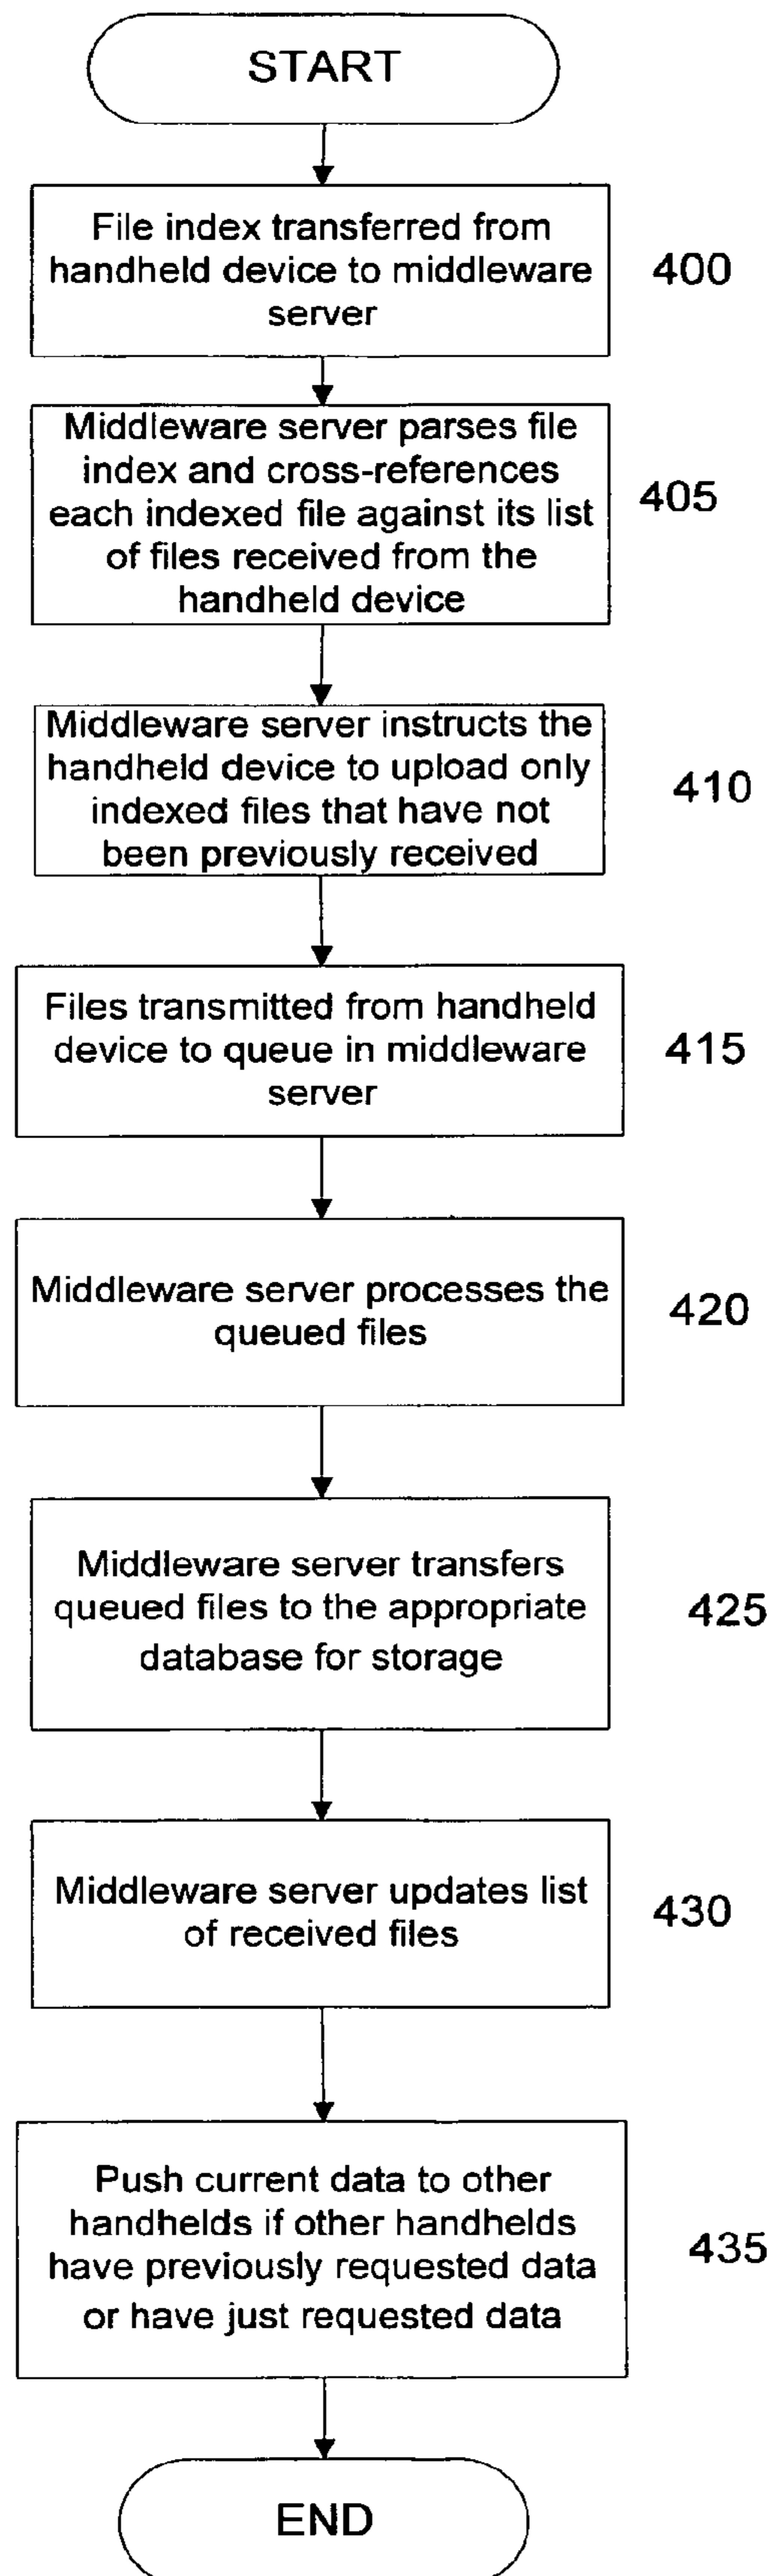 START
File index transferred from
handheld device to middleware
server
400
Middleware server parses file
index and cross-references
each indexed file against its list
of files received from the
handheld device
405
Middleware server instructs the
handheld device to upload only
indexed files that have not
been previously received
410
Files transmitted from handheld
device to queue in middleware
server
415
Middleware server processes the
queued files
420
Middleware server transfers
queued files to the appropriate
database for storage
425
Middleware server updates list
of received files
430
Push current data to other
handhelds if other handhelds
have previously requested data
or have just requested data
435
END